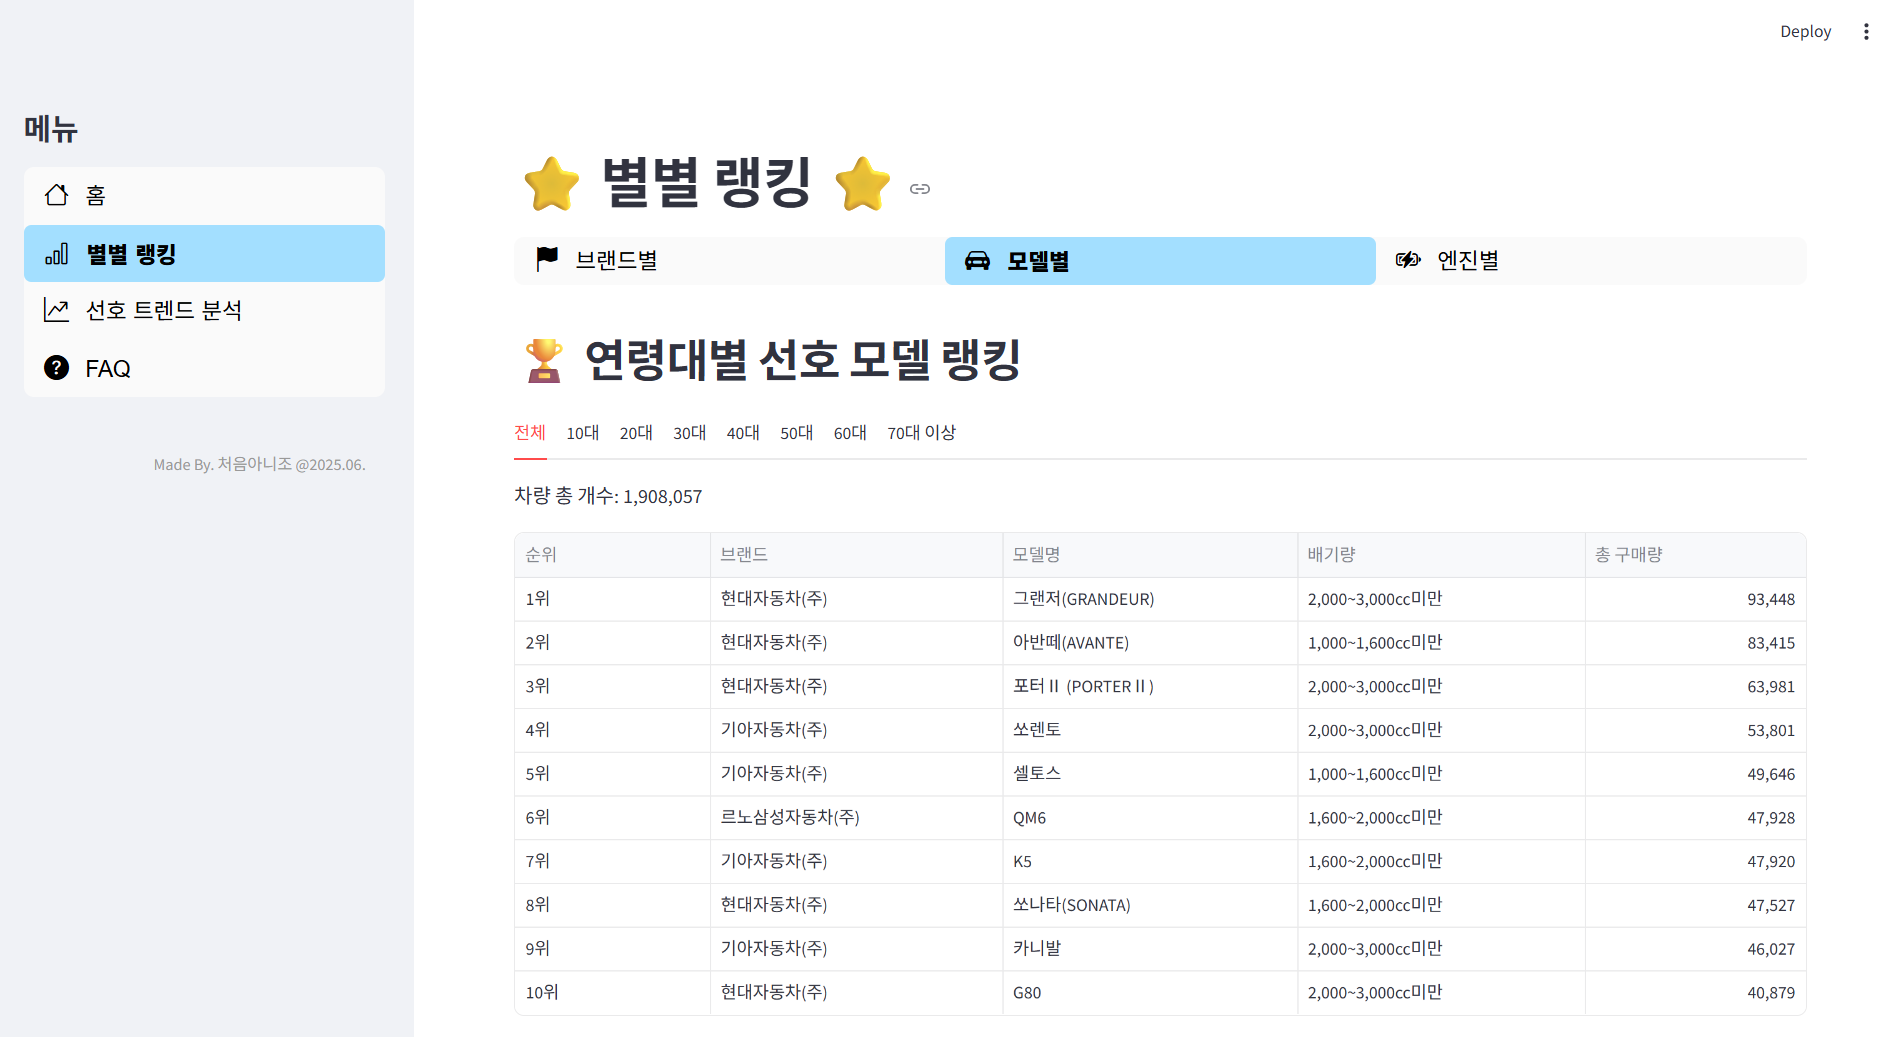 Deploy
메뉴
홈
별별 랭킹
선호 트렌드 분석
FAQ
Made By. 처음아니조 @2025.06.
별별 랭킹
브랜드별 모델별 엔진별
연령대별 선호 모델 랭킹
전체 10대 20대 30대 40대 50대 60대 70대 이상
차량 총 개수: 1,908,057
순위 브랜드 모델명 배기량 총 구매량
1위 현대자동차(주) 그랜저(GRANDEUR) 2,000~3,000cc미만 93,448
2위 현대자동차(주) 아반떼(AVANTE) 1,000~1,600cc미만 83,415
3위 현대자동차(주) 포터Ⅱ (PORTERⅡ) 2,000~3,000cc미만 63,981
4위 기아자동차(주) 쏘렌토 2,000~3,000cc미만 53,801
5위 기아자동차(주) 셀토스 1,000~1,600cc미만 49,646
6위 르노삼성자동차(주) QM6 1,600~2,000cc미만 47,928
7위 기아자동차(주) K5 1,600~2,000cc미만 47,920
8위 현대자동차(주) 쏘나타(SONATA) 1,600~2,000cc미만 47,527
9위 기아자동차(주) 카니발 2,000~3,000cc미만 46,027
10위 현대자동차(주) G80 2,000~3,000cc미만 40,879